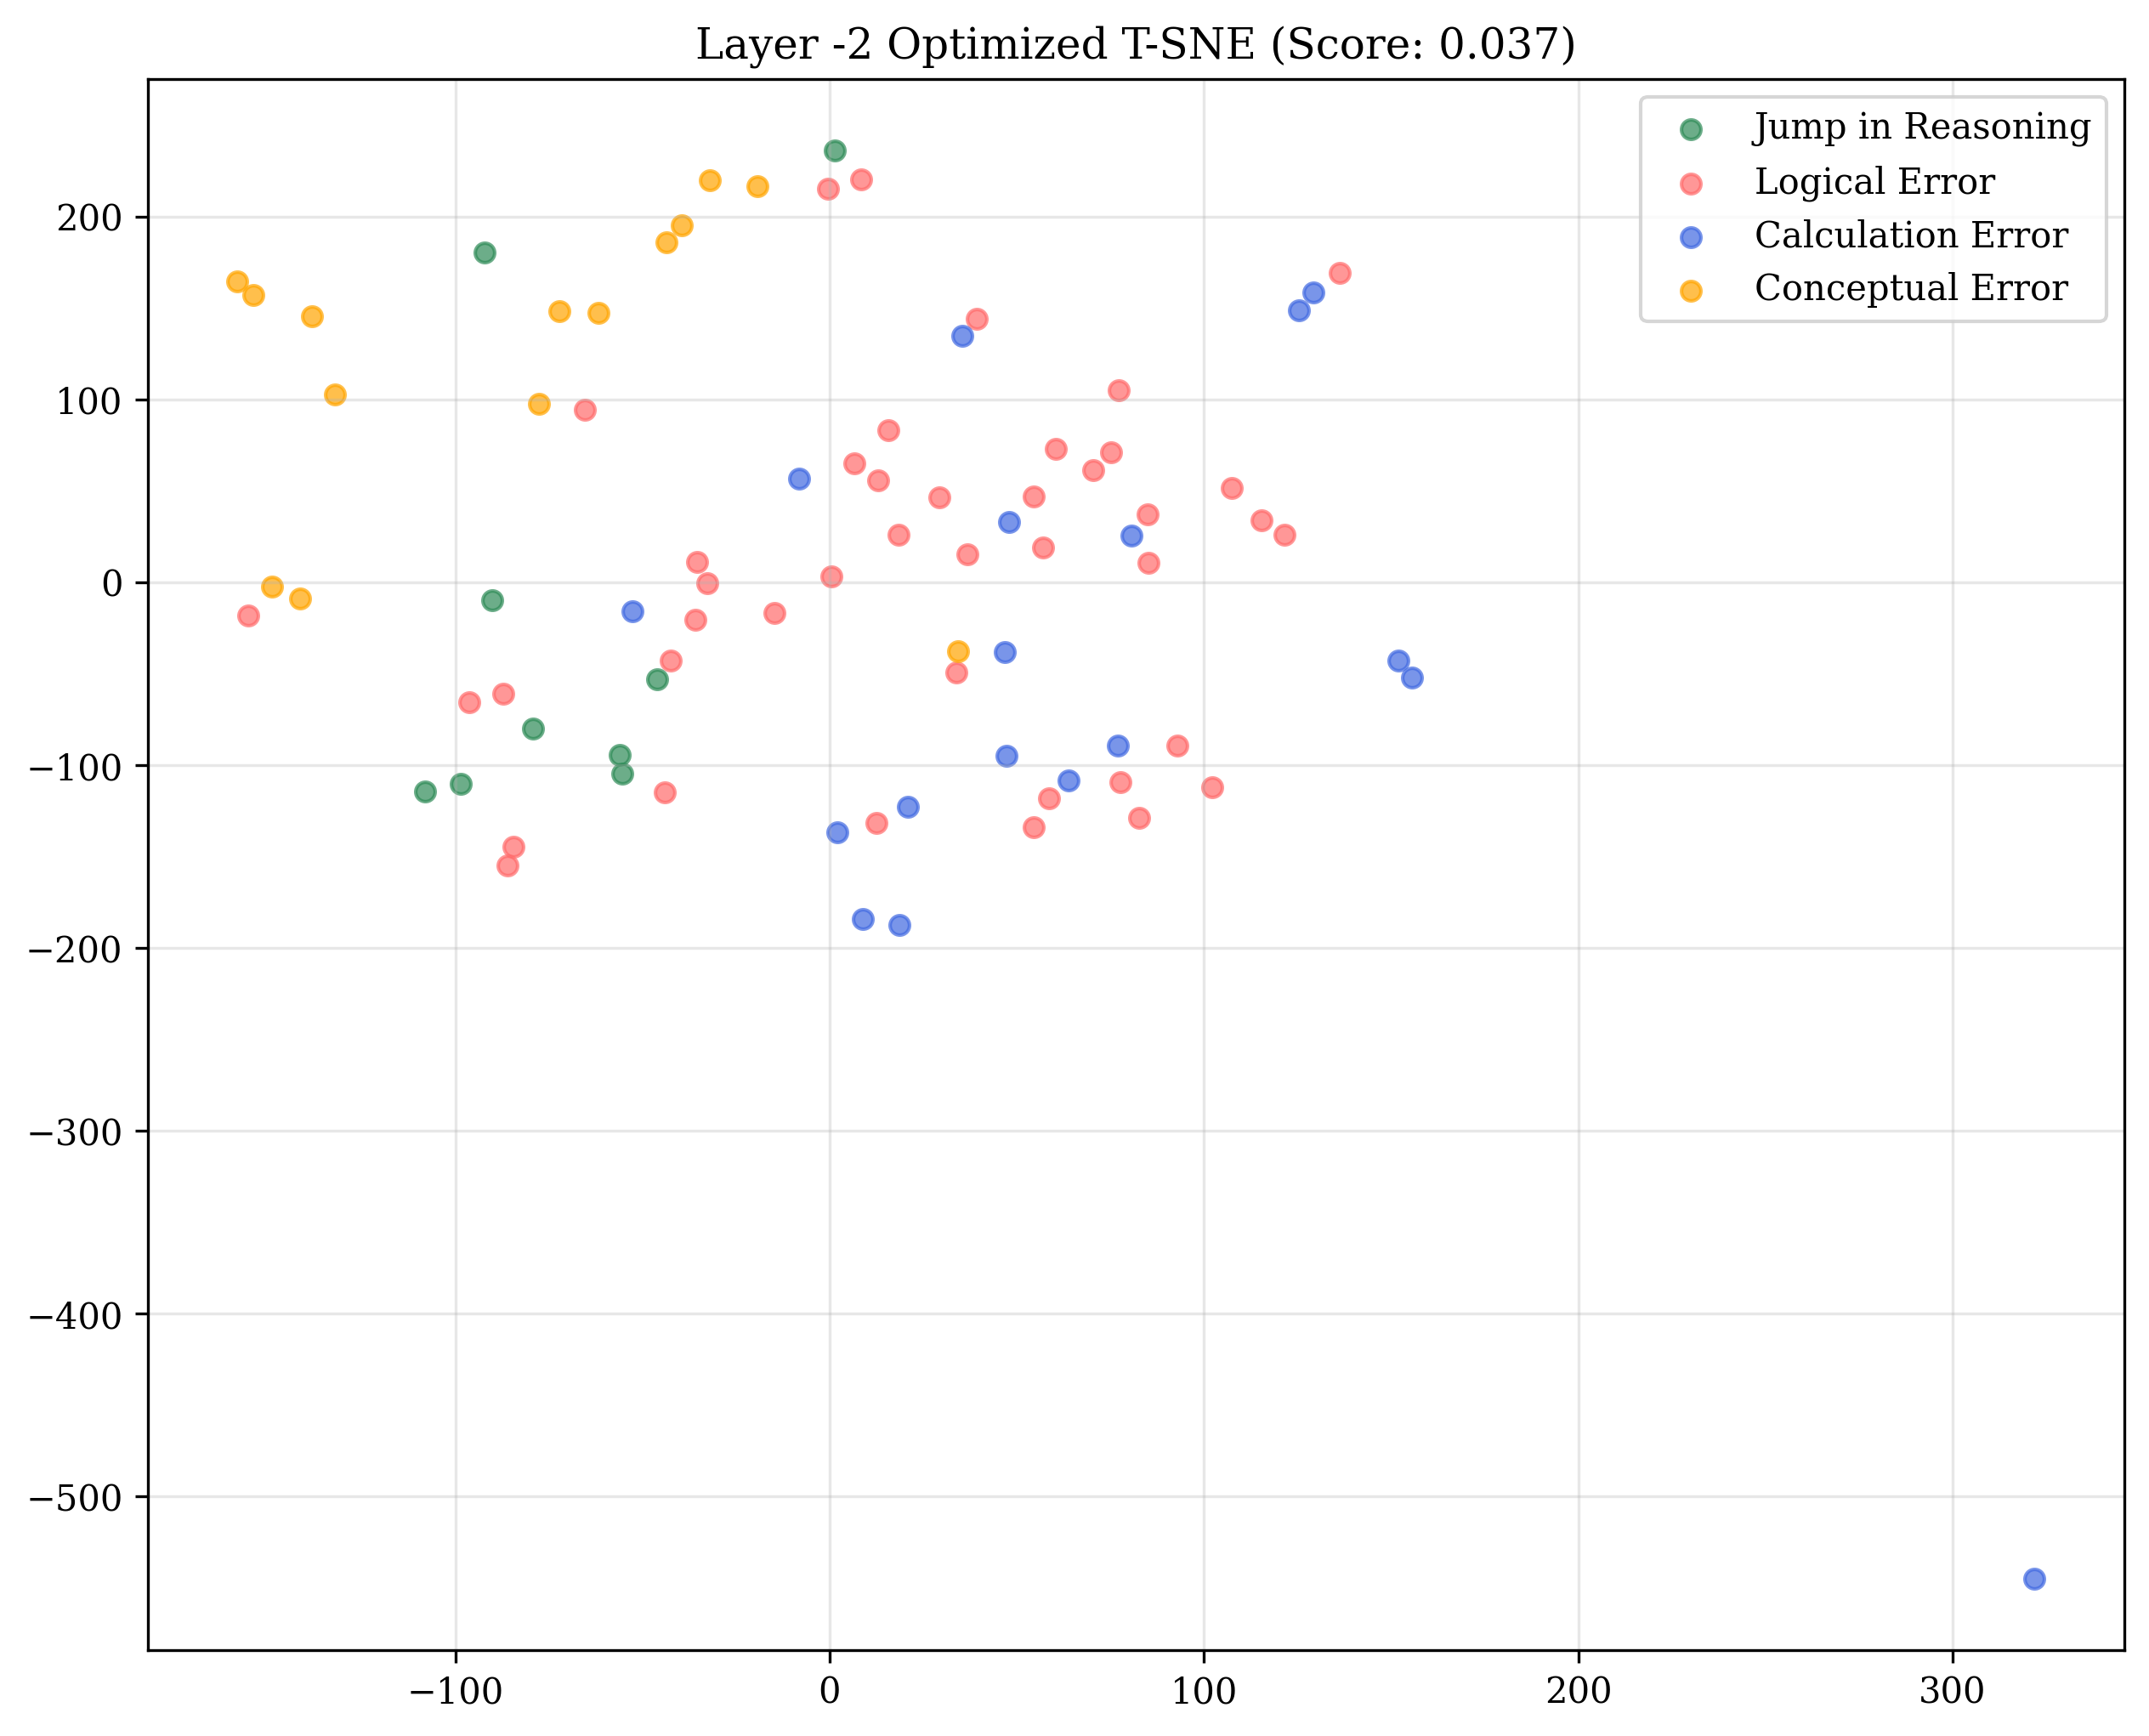 Layer -2 Optimized T-SNE (Score: 0.037)
Jump in Reasoning
Logical Error
Calculation Error
Conceptual Error
200
100
0
−100
−200
−300
−400
−500
−100 0 100 200 300